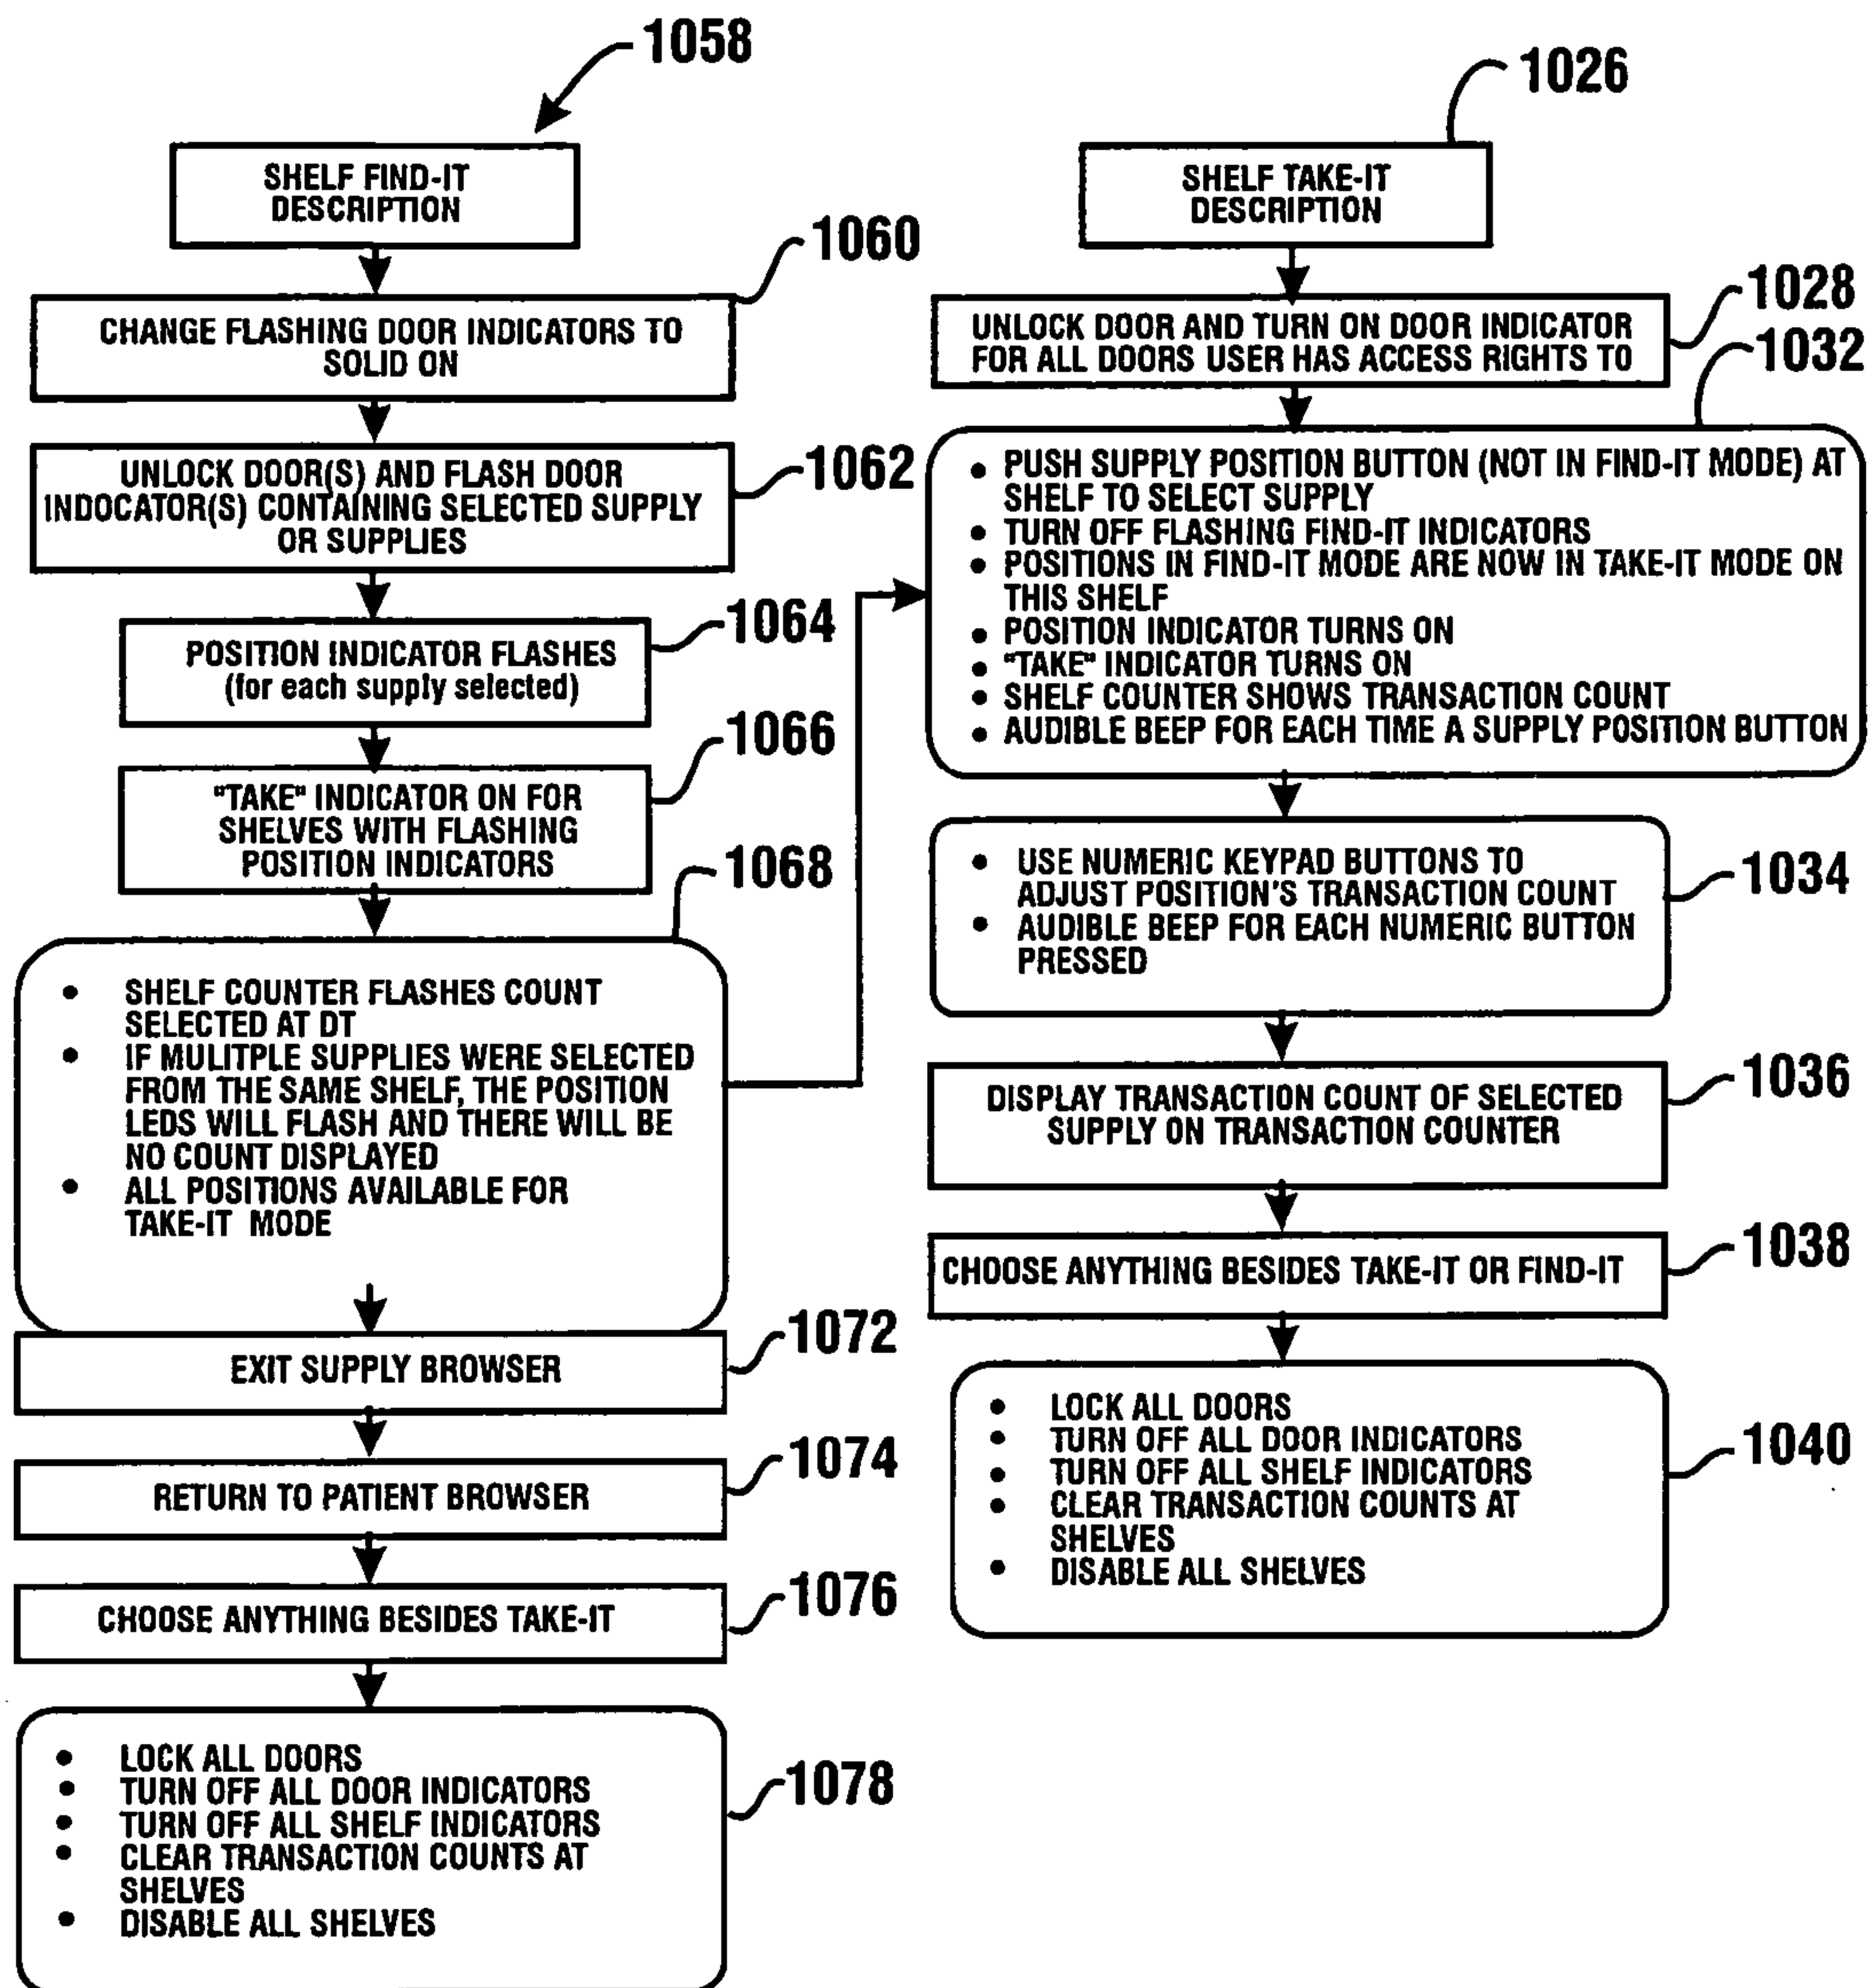 1058
SHELF FIND-IT
DESCRIPTION
1060
CHANGE FLASHING DOOR INDICATORS TO
SOLID ON
1062
UNLOCK DOOR(S) AND FLASH DOOR
INDOCATOR(S) CONTAINING SELECTED SUPPLY
OR SUPPLIES
1064
POSITION INDICATOR FLASHES
(for each supply selected)
1066
"TAKE" INDICATOR ON FOR
SHELVES WITH FLASHING
POSITION INDICATORS
1068
• SHELF COUNTER FLASHES COUNT
SELECTED AT DT
• IF MULITPLE SUPPLIES WERE SELECTED
FROM THE SAME SHELF, THE POSITION
LEDS WILL FLASH AND THERE WILL BE
NO COUNT DISPLAYED
• ALL POSITIONS AVAILABLE FOR
TAKE-IT MODE
1072
EXIT SUPPLY BROWSER
1074
RETURN TO PATIENT BROWSER
1076
CHOOSE ANYTHING BESIDES TAKE-IT
1078
• LOCK ALL DOORS
• TURN OFF ALL DOOR INDICATORS
• TURN OFF ALL SHELF INDICATORS
• CLEAR TRANSACTION COUNTS AT
SHELVES
• DISABLE ALL SHELVES
1026
SHELF TAKE-IT
DESCRIPTION
1028
UNLOCK DOOR AND TURN ON DOOR INDICATOR
FOR ALL DOORS USER HAS ACCESS RIGHTS TO
1032
• PUSH SUPPLY POSITION BUTTON (NOT IN FIND-IT MODE) AT
SHELF TO SELECT SUPPLY
• TURN OFF FLASHING FIND-IT INDICATORS
• POSITIONS IN FIND-IT MODE ARE NOW IN TAKE-IT MODE ON
THIS SHELF
• POSITION INDICATOR TURNS ON
• "TAKE" INDICATOR TURNS ON
• SHELF COUNTER SHOWS TRANSACTION COUNT
• AUDIBLE BEEP FOR EACH TIME A SUPPLY POSITION BUTTON
1034
• USE NUMERIC KEYPAD BUTTONS TO
ADJUST POSITION'S TRANSACTION COUNT
• AUDIBLE BEEP FOR EACH NUMERIC BUTTON
PRESSED
1036
DISPLAY TRANSACTION COUNT OF SELECTED
SUPPLY ON TRANSACTION COUNTER
1038
CHOOSE ANYTHING BESIDES TAKE-IT OR FIND-IT
1040
• LOCK ALL DOORS
• TURN OFF ALL DOOR INDICATORS
• TURN OFF ALL SHELF INDICATORS
• CLEAR TRANSACTION COUNTS AT
SHELVES
• DISABLE ALL SHELVES